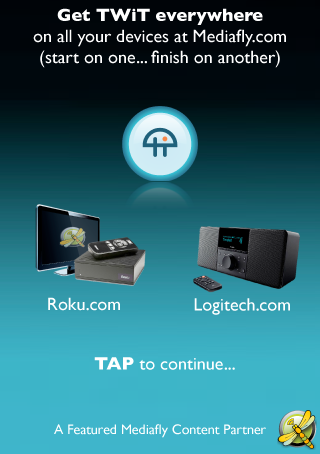 Get TWiT everywhere
on all your devices at Mediafly.com
(start on one... finish on another)
Roku.com
Logitech.com
TAP to continue...
A Featured Mediafly Content Partner